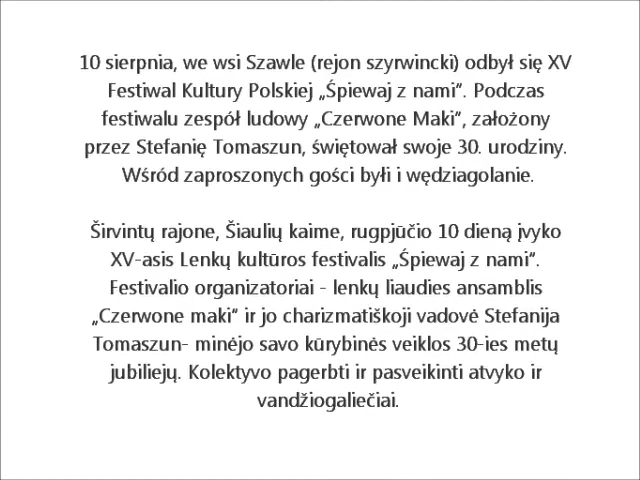 10 sierpnia, we wsi Szawle (rejon szyrwincki) odbył się XV
Festiwal Kultury Polskiej „Śpiewaj z nami”. Podczas
festiwalu zespół ludowy „Czerwone Maki”, założony
przez Stefanię Tomaszun, świętował swoje 30. urodziny.
Wśród zaproszonych gości byłi i wędziagolanie.
Širvintų rajone, Šiaulių kaime, rugpjūčio 10 dieną įvyko
XV-asis Lenkų kultūros festivalis „Śpiewaj z nami”.
Festivalio organizatoriai - lenkų liaudies ansamblis
„Czerwone maki” ir jo charizmatiškoji vadovė Stefanija
Tomaszun- minėjo savo kūrybinės veiklos 30-ies metų
jubiliejų. Kolektyvo pagerbti ir pasveikinti atvyko ir
vandžiogaliečiai.